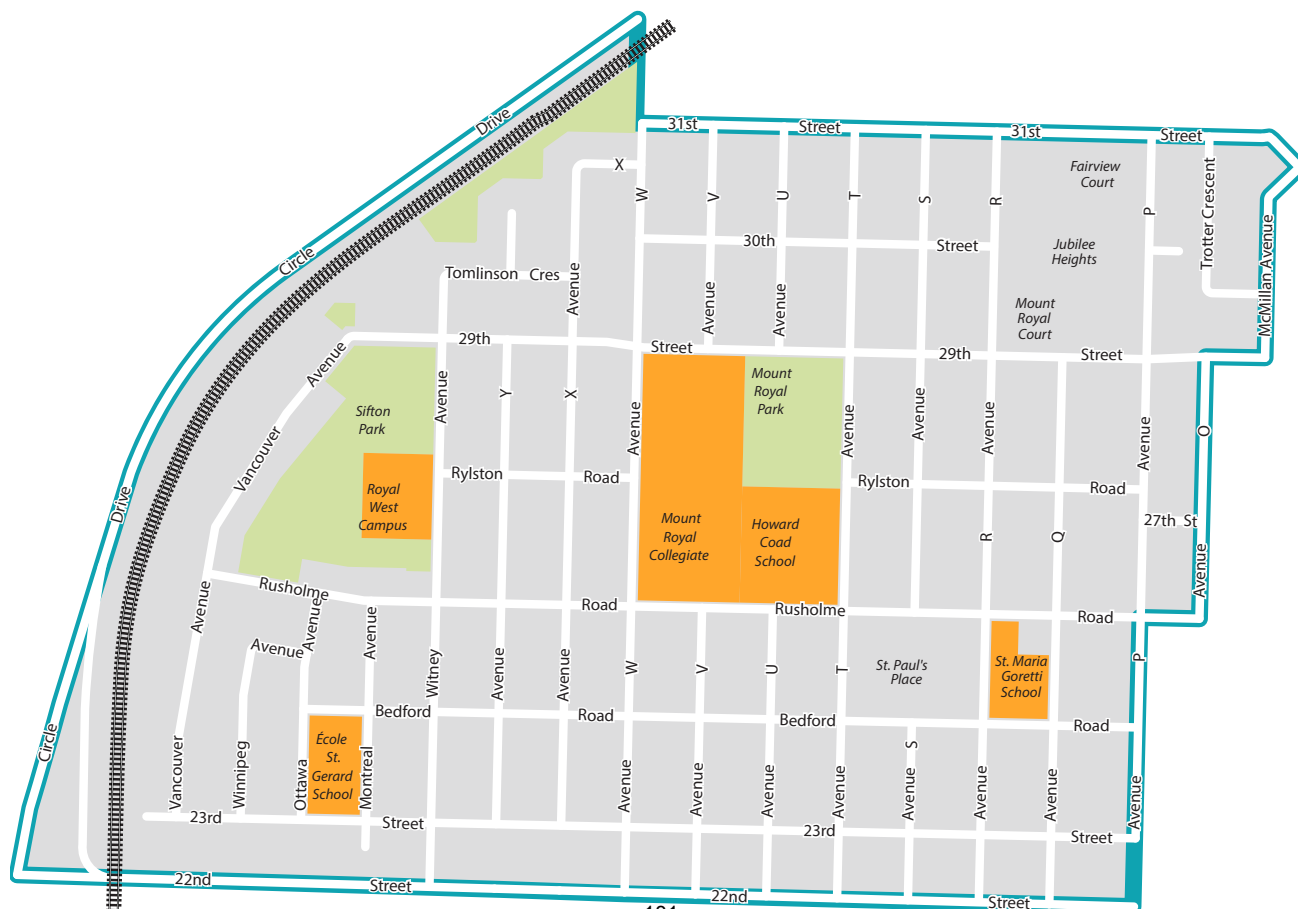 Drive
31st
Street
31st
Street
Fairview
Court
X
W
V
U
T
S
R
P
Trotter Crescent
30th
Street
Jubilee
Heights
Circle
Tomlinson Cres
Avenue
Avenue
Avenue
Mount
Royal
Court
McMillan Avenue
29th
Street
29th
Street
Avenue
Vancouver
Sifton
Park
Avenue
Y
X
Avenue
Mount
Royal
Park
Avenue
Avenue
Avenue
Avenue
O
Rylston
Road
Rylston
Road
Drive
Royal
West
Campus
Mount
Royal
Collegiate
Howard
Coad
School
R
Q
27th St
Avenue
Rusholme
Road
Rusholme
Road
Avenue
Avenue
Avenue
Avenue
Witney
Avenue
Avenue
W
V
U
T
St. Paul's
Place
St. Maria
Goretti
School
P
Bedford
Road
Bedford
Road
Circle
Vancouver
Winnipeg
Ottawa
École
St.
Gerard
School
Montreal
Avenue
Avenue
Avenue
Avenue
S
Avenue
Avenue
Avenue
Avenue
23rd
Street
23rd
Street
22nd
Street
22nd
Street